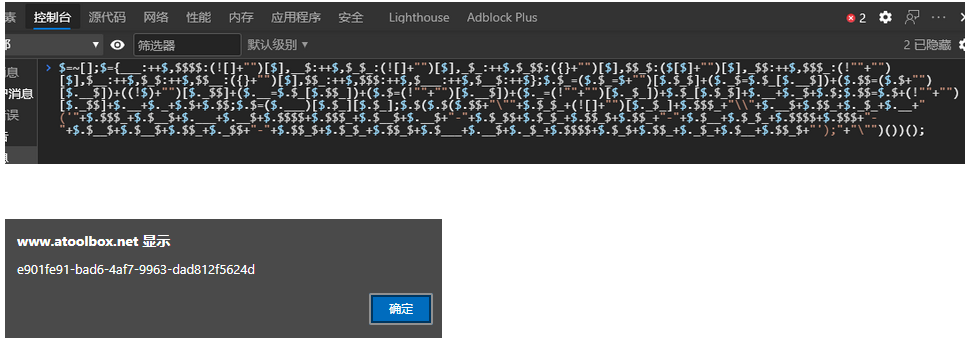 素 控制台 源代码 网络 性能 内存 应用程序 安全 Lighthouse Adblock Plus 2
筛选器 默认级别 2 已隐藏
息
户消息
误
$=~[];$={___:++$,$$$$:(![]+"")[$],__$:++$,$_$_:(![]+"")[$],_$_:++$,$_$$:({}+"")[$],$$_$:($[$]+"")[$],_$$:++$,$$$_:(!""+"")
[$],$__:++$,$_$:++$,$$__:({}+"")[$],$$_:++$,$$$:++$,$___:++$,$__$:++$};$.$_=($.$_=$+"")[$.$_$]+($._$=$.$_[$.__$])+($.$$=($.$+"")
[$.__$])+((!$)+"")[$._$$]+($.__=$.$_[$.$$_])+($.$=(!""+"")[$.__$])+($._=(!""+"")[$._$_])+$.$_[$.$_$]+$.__+$._$+$.$;$.$$=$.$+(!""+"")
[$._$$]+$.__+$._+$.$+$.$$;$.$=($.___)[$.$_][$.$_];$.$($.$($.$$+"\""+$.$_$_+(![]+"")[$._$_]+$.$$$_+"\\"+$.__$+$.$$_+$._$_+$.__+"
('"+$.$$$_+$.$__$+$.___+$.__$+$.$$$$+$.$$$_+$.$__$+$.__$+"-"+$.$_$$+$.$_$_+$.$$_$+$.$$_+"-"+$.$__+$.$_$_+$.$$$$+$.$$$+"-
"+$.$__$+$.$__$+$.$$_+$._$$+"-"+$.$$_$+$.$_$_+$.$$_$+$.$___+$.__$+$._$_+$.$$$$+$.$_$+$.$$_+$._$_+$.$__+$.$$_$+"');"+"\"")())();
www.atoolbox.net 显示
e901fe91-bad6-4af7-9963-dad812f5624d
确定